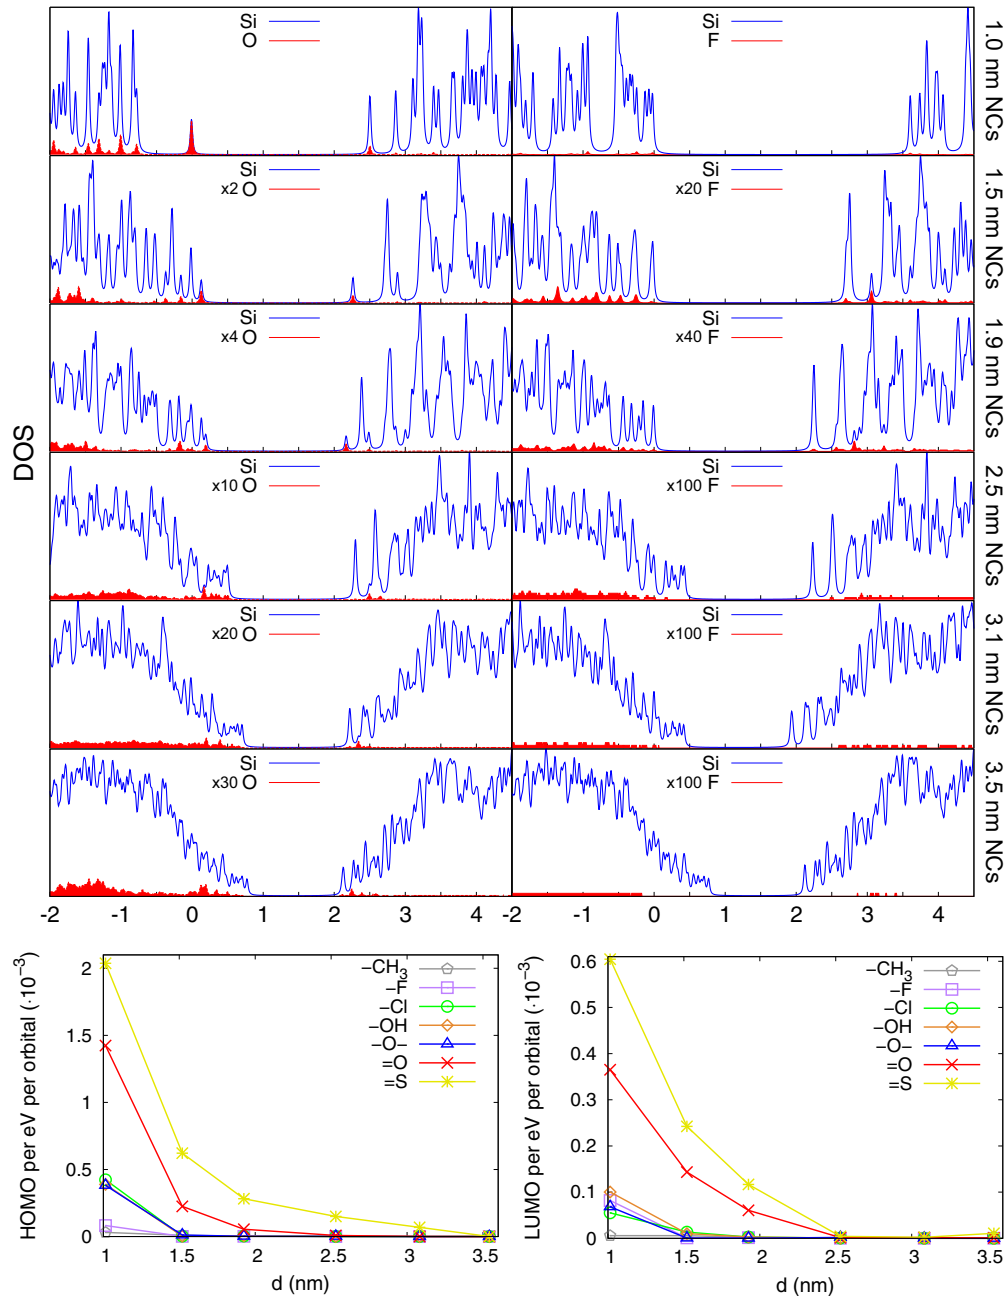 Si
O
Si
F
1.0 nm NCs
Si
x2 O
Si
x20 F
1.5 nm NCs
Si
x4 O
Si
x40 F
1.9 nm NCs
DOS
Si
x10 O
Si
x100 F
2.5 nm NCs
Si
x20 O
Si
x100 F
3.1 nm NCs
Si
x30 O
Si
x100 F
3.5 nm NCs
-2 -1 0 1 2 3 4 -2 -1 0 1 2 3 4
HOMO per eV per orbital (·10⁻³)
2
1.5
1
0.5
0
−CH₃
−F
−Cl
−OH
−O−
=O
=S
1 1.5 2 2.5 3 3.5
d (nm)
LUMO per eV per orbital (·10⁻³)
0.6
0.5
0.4
0.3
0.2
0.1
0
−CH₃
−F
−Cl
−OH
−O−
=O
=S
1 1.5 2 2.5 3 3.5
d (nm)